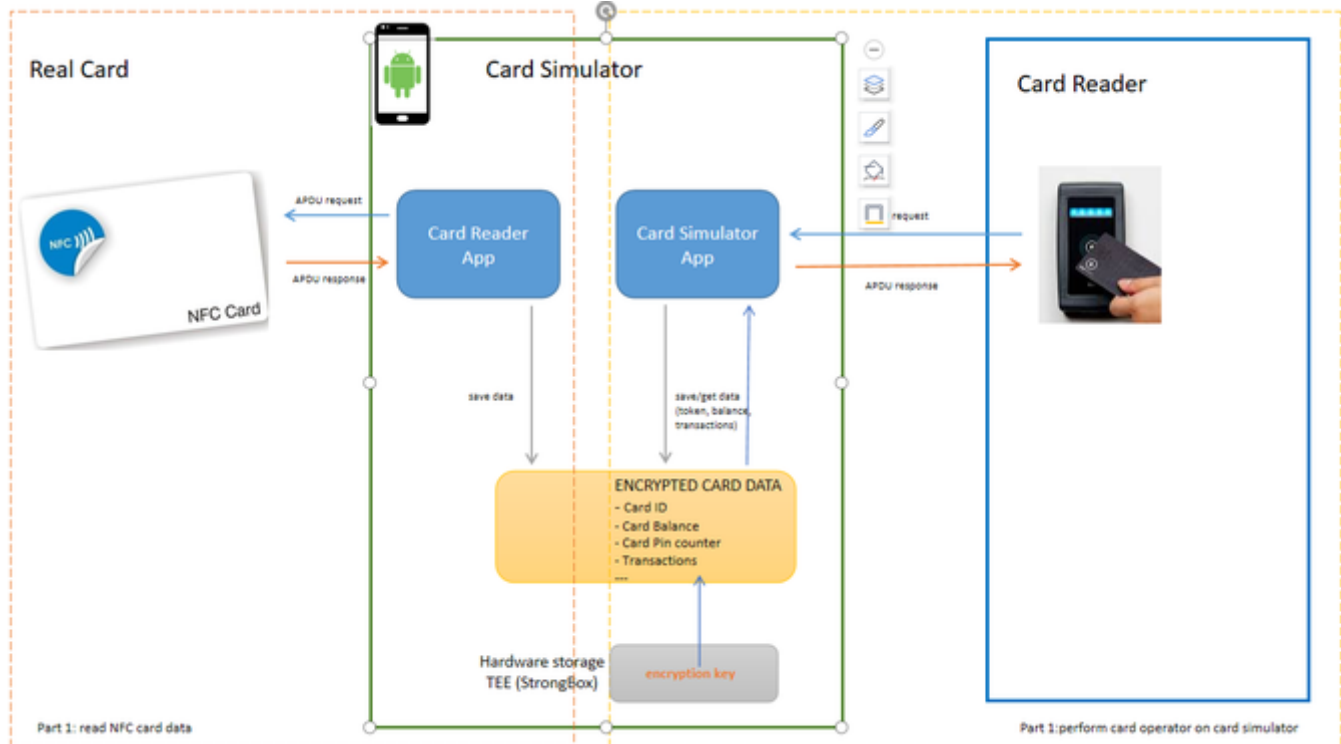 Real Card
Card Simulator
Card Reader
APDU request
APDU response
NFC
NFC Card
Card Reader
App
Card Simulator
App
request
APDU response
save data
save/get data
(token, balance,
transactions)
ENCRYPTED CARD DATA
- Card ID
- Card Balance
- Card Pin counter
- Transactions
---
Hardware storage
TEE (StrongBox)
encryption key
Part 1: read NFC card data
Part 1:perform card operator on card simulator